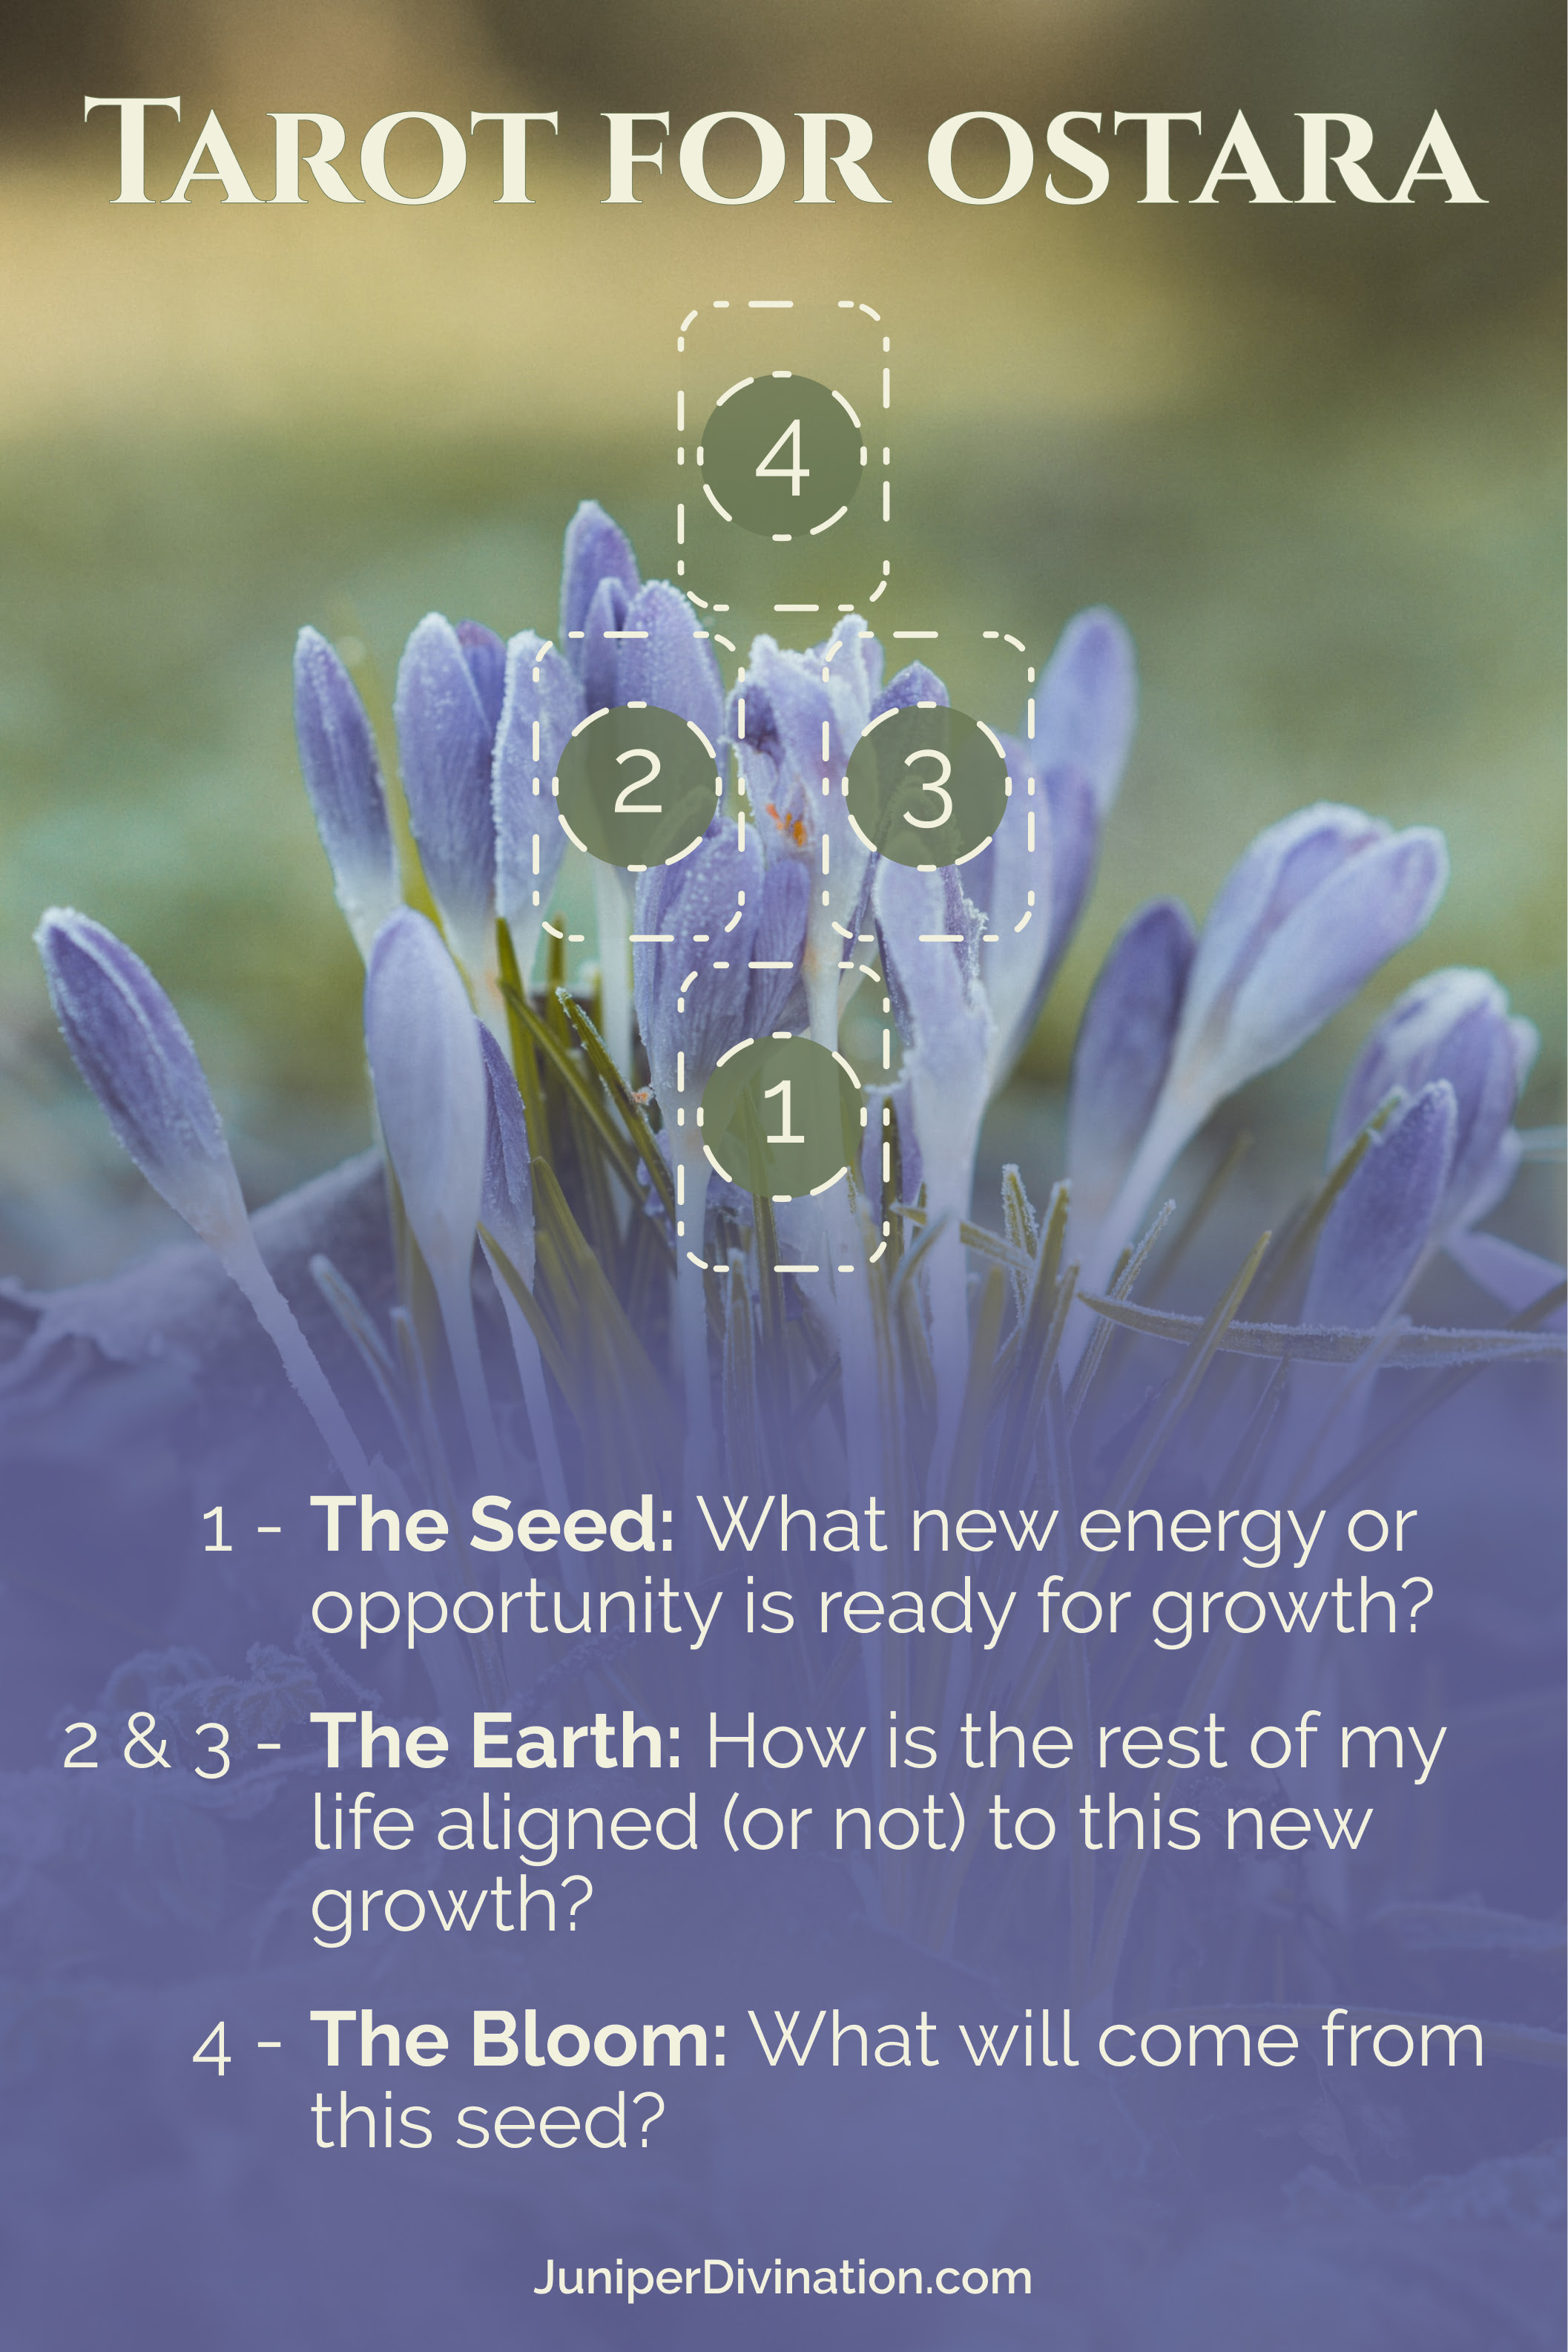 TAROT FOR OSTARA
4
2 3
1
1 - The Seed: What new energy or
opportunity is ready for growth?
2 & 3 - The Earth: How is the rest of my
life aligned (or not) to this new
growth?
4 - The Bloom: What will come from
this seed?
JuniperDivination.com